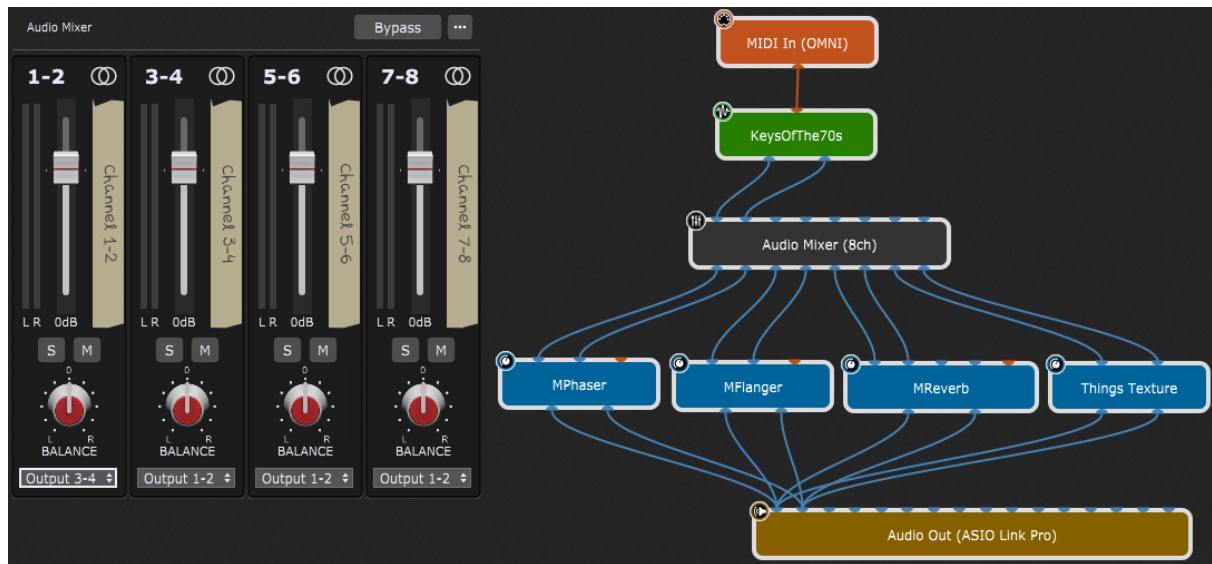 Audio Mixer
Bypass
...
1-2
3-4
5-6
7-8
Channel 1-2
Channel 3-4
Channel 5-6
Channel 7-8
L R 0dB
L R 0dB
L R 0dB
L R 0dB
S M
S M
S M
S M
0
0
0
0
L R
L R
L R
L R
BALANCE
BALANCE
BALANCE
BALANCE
Output 3-4
Output 1-2
Output 1-2
Output 1-2
MIDI In (OMNI)
KeysOfThe70s
Audio Mixer (8ch)
MPhaser
MFlanger
MReverb
Things Texture
Audio Out (ASIO Link Pro)